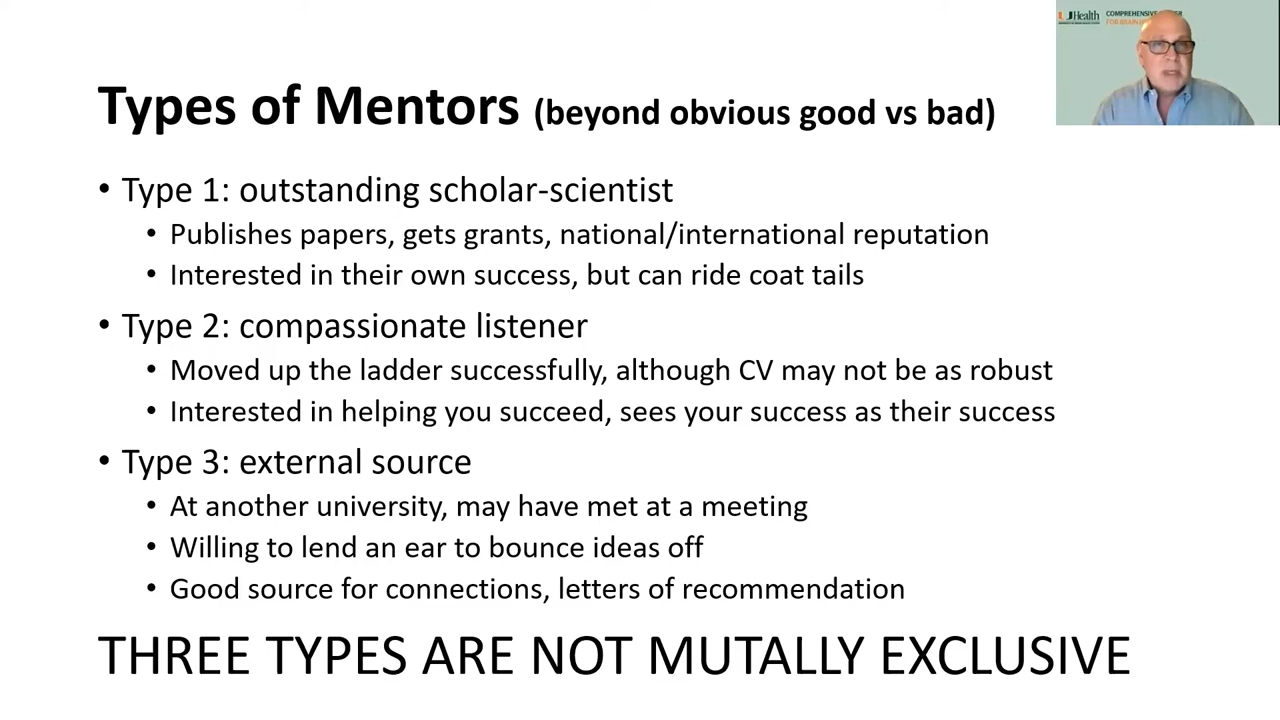 UHealth
COMPREHENSIVE
Types of Mentors (beyond obvious good vs bad)
• Type 1: outstanding scholar-scientist
• Publishes papers, gets grants, national/international reputation
• Interested in their own success, but can ride coat tails
• Type 2: compassionate listener
• Moved up the ladder successfully, although CV may not be as robust
• Interested in helping you succeed, sees your success as their success
• Type 3: external source
• At another university, may have met at a meeting
• Willing to lend an ear to bounce ideas off
• Good source for connections, letters of recommendation
THREE TYPES ARE NOT MUTALLY EXCLUSIVE